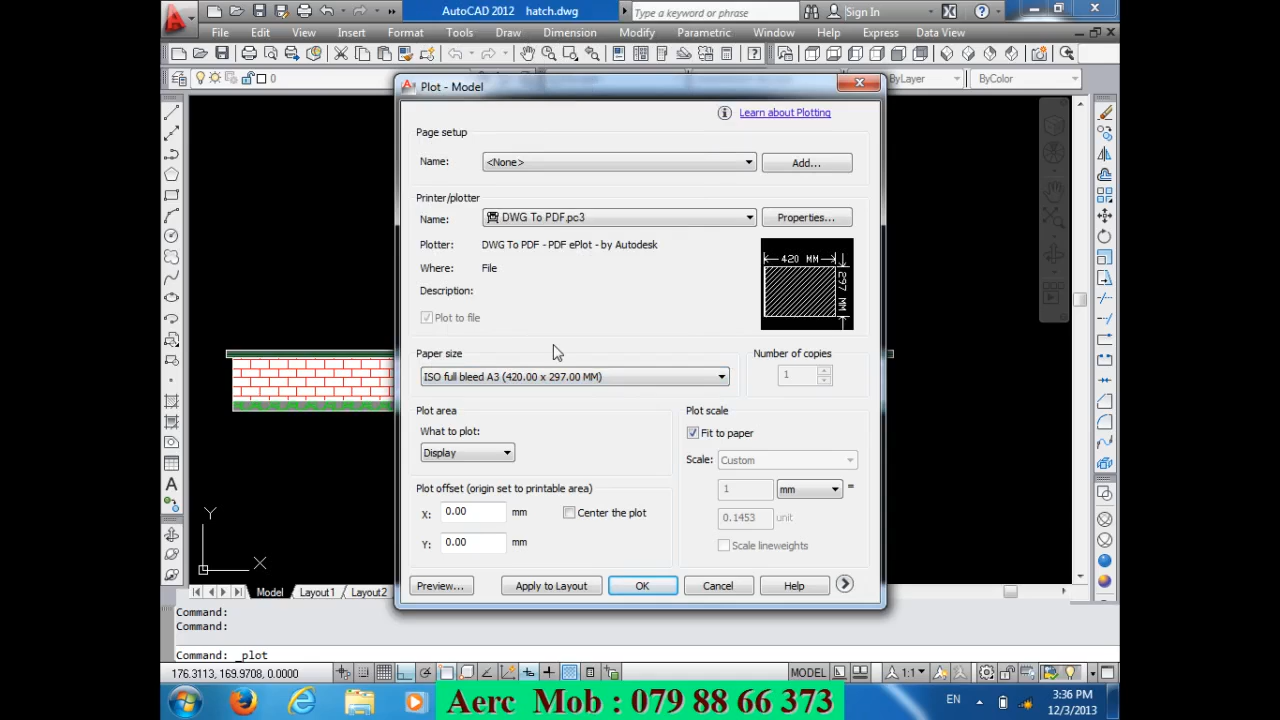 AutoCAD 2012 hatch.dwg
Type a keyword or phrase
Sign In
File Edit View Insert Format Tools Draw Dimension Modify Parametric Window Help Express Data View
0
ByLayer
ByColor
Plot - Model
Learn about Plotting
Page setup
Name: <None> Add...
Printer/plotter
Name: DWG To PDF.pc3 Properties...
Plotter: DWG To PDF - PDF ePlot - by Autodesk
Where: File
Description:
Plot to file
420 MM
297 MM
Paper size
ISO full bleed A3 (420.00 x 297.00 MM)
Number of copies
1
Plot area
What to plot:
Display
Plot scale
Fit to paper
Scale: Custom
1 mm =
0.1453 unit
Scale lineweights
Plot offset (origin set to printable area)
X: 0.00 mm Center the plot
Y: 0.00 mm
Preview... Apply to Layout OK Cancel Help
Y
X
Model Layout1 Layout2
Command:
Command:
Command: _plot
176.3113, 169.9708, 0.0000
MODEL
1:1
Aerc Mob : 079 88 66 373
EN
3:36 PM
12/3/2013